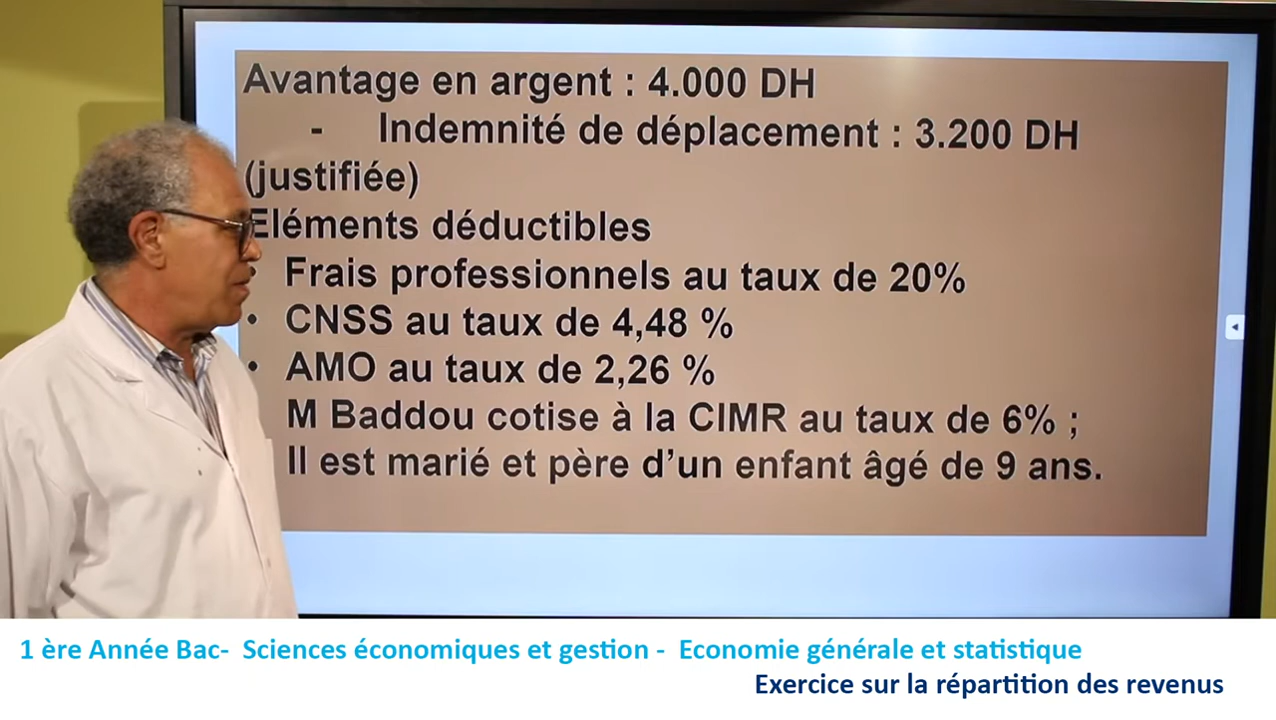 Avantage en argent : 4.000 DH
- Indemnité de déplacement : 3.200 DH
(justifiée)
Eléments déductibles
• Frais professionnels au taux de 20%
• CNSS au taux de 4,48 %
• AMO au taux de 2,26 %
M Baddou cotise à la CIMR au taux de 6% ;
Il est marié et père d’un enfant âgé de 9 ans.
1 ère Année Bac- Sciences économiques et gestion - Economie générale et statistique
Exercice sur la répartition des revenus